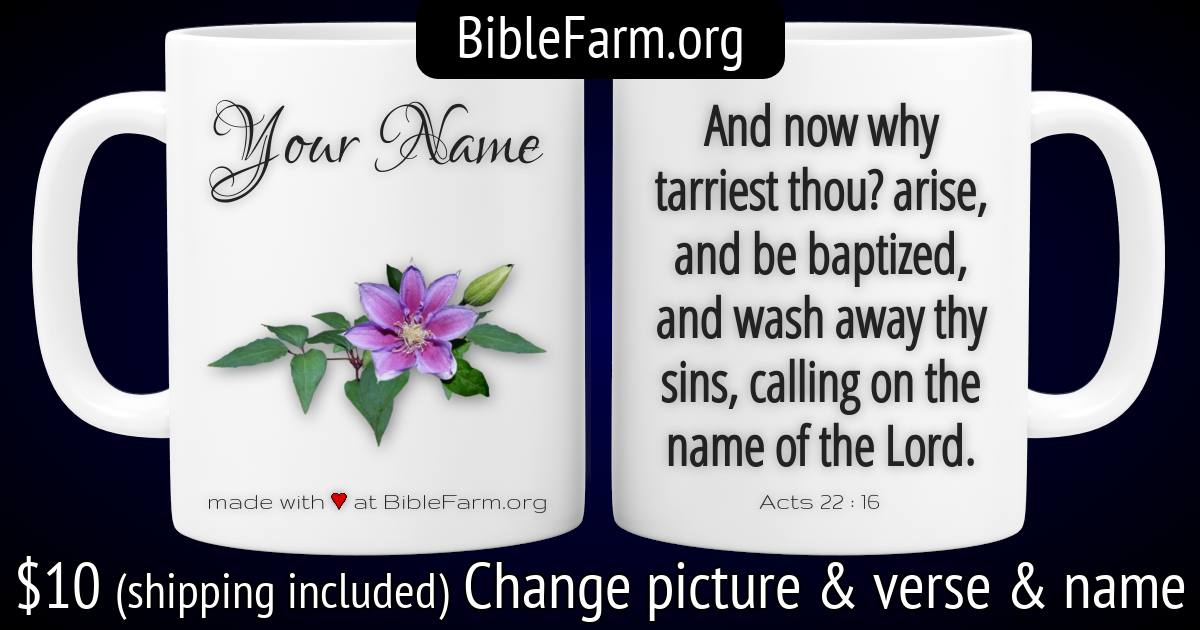 BibleFarm.org
Your Name
made with ♥ at BibleFarm.org
And now why
tarriest thou? arise,
and be baptized,
and wash away thy
sins, calling on the
name of the Lord.
Acts 22 : 16
$10 (shipping included) Change picture & verse & name